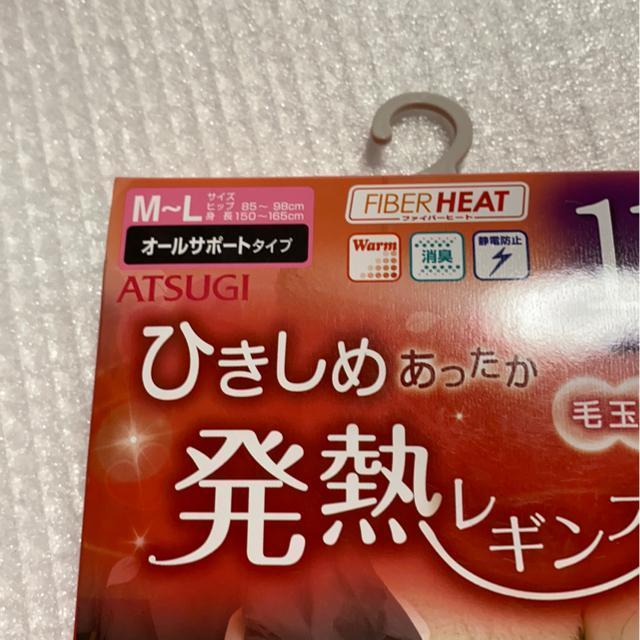 M~L サイズ
ヒップ 85~98cm
身長 150~165cm
オールサポートタイプ
ATSUGI
FIBER HEAT
ファイバーヒート
Warm
消臭
静電防止
ひきしめ あったか
毛玉
発熱レギンス